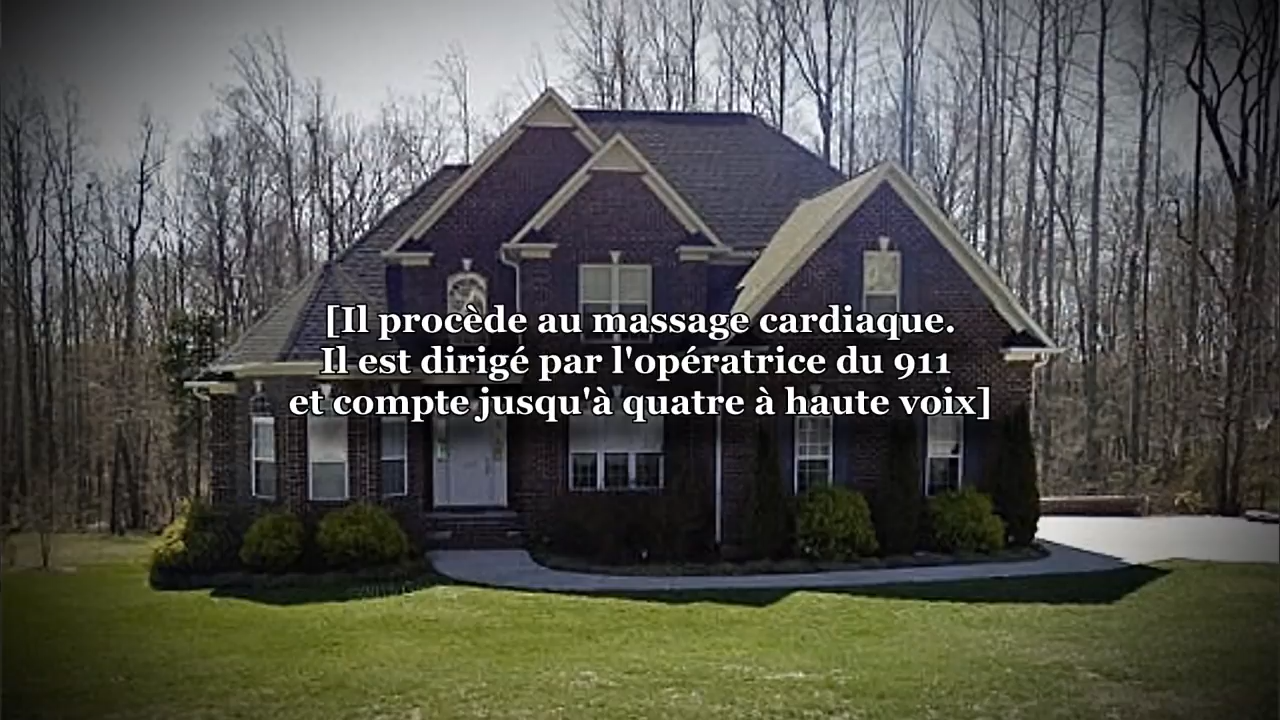 [Il procède au massage cardiaque.
Il est dirigé par l'opératrice du 911
et compte jusqu'à quatre à haute voix]